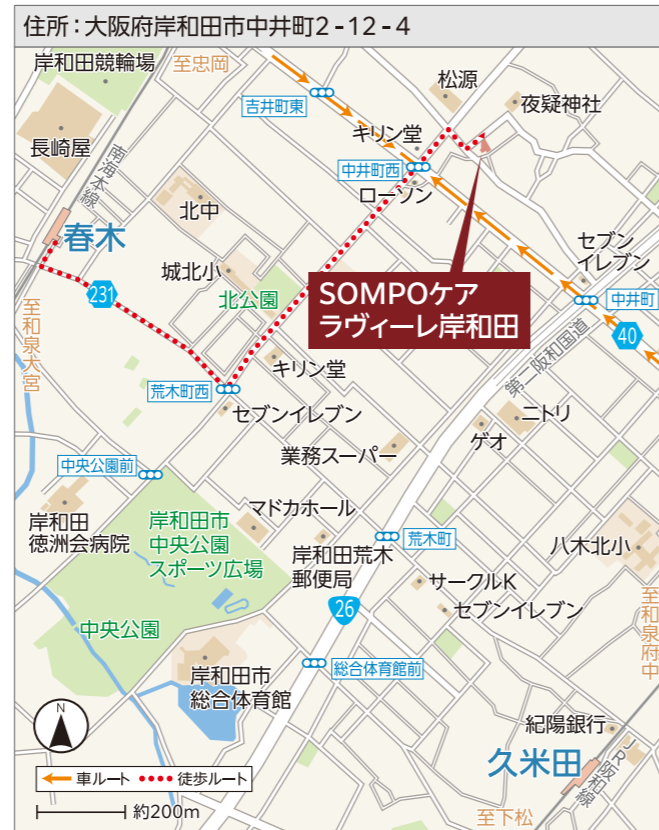 住所：大阪府岸和田市中井町2-12-4
岸和田競輪場
至忠岡
松源
吉井町東
夜疑神社
キリン堂
長崎屋
南海本線
中井町西
ローソン
北中
春木
セブン
イレブン
城北小
231
北公園
SOMPOケア
ラヴィーレ岸和田
中井町
40
至和泉大宮
第二阪和国道
キリン堂
荒木町西
セブンイレブン
ニトリ
ゲオ
業務スーパー
中央公園前
マドカホール
岸和田
徳洲会病院
岸和田市
中央公園
スポーツ広場
荒木町
岸和田荒木
郵便局
八木北小
サークルK
セブンイレブン
26
至和泉府中
中央公園
総合体育館前
岸和田市
総合体育館
N
紀陽銀行
久米田
JR阪和線
車ルート
徒歩ルート
約200m
至下松